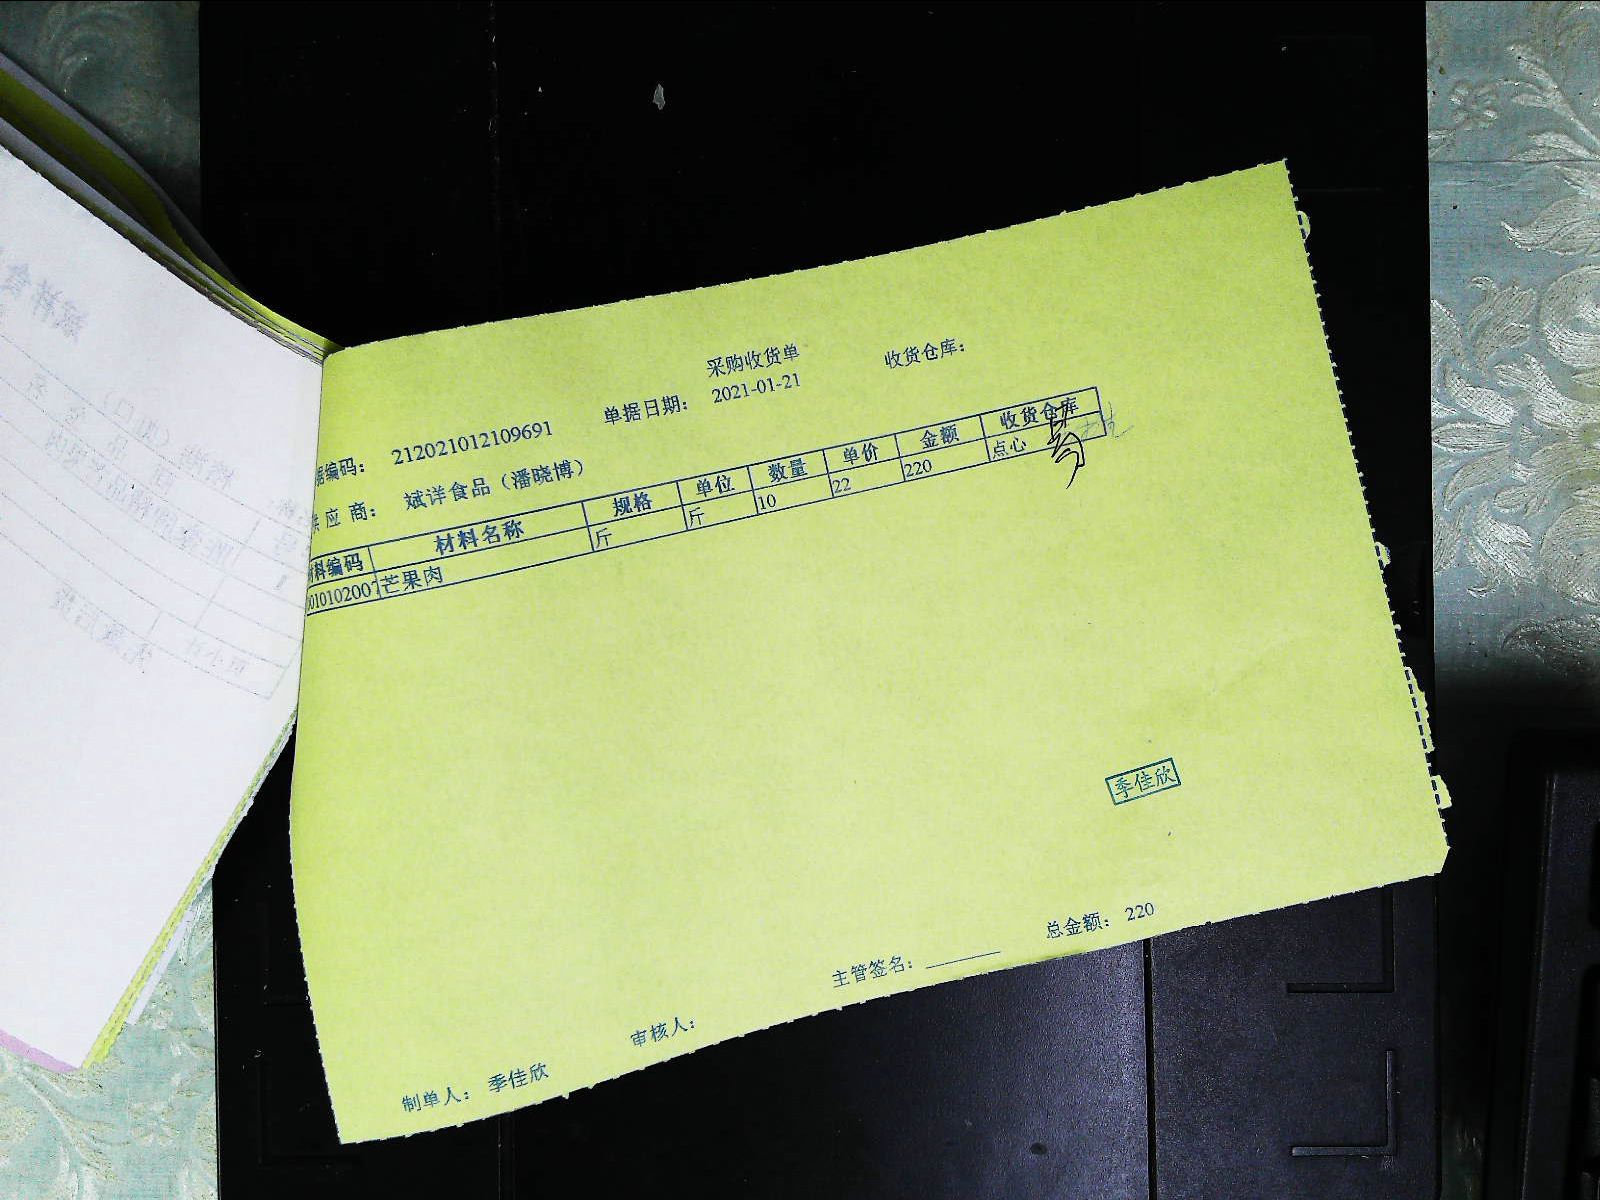 采购收货单
据编码： 212021012109691 单据日期： 2021-01-21 收货仓库：
供应商： 斌洋食品（潘晓博）
材料编码 材料名称 规格 单位 数量 单价 金额 收货仓库
芒果肉 斤 斤 10 22 220 点心
季佳欣
制单人： 季佳欣 审核人： 主管签名： 总金额： 220